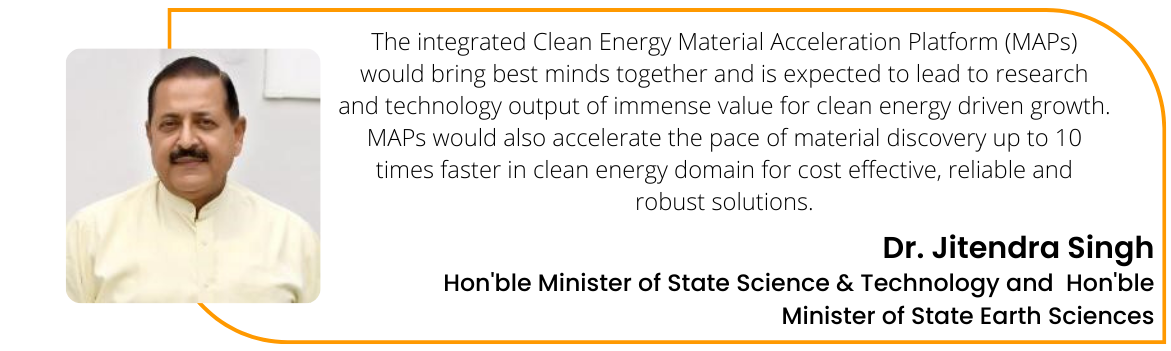 The integrated Clean Energy Material Acceleration Platform (MAPs)
would bring best minds together and is expected to lead to research
and technology output of immense value for clean energy driven growth.
MAPs would also accelerate the pace of material discovery up to 10
times faster in clean energy domain for cost effective, reliable and
robust solutions.
Dr. Jitendra Singh
Hon'ble Minister of State Science & Technology and  Hon'ble
Minister of State Earth Sciences